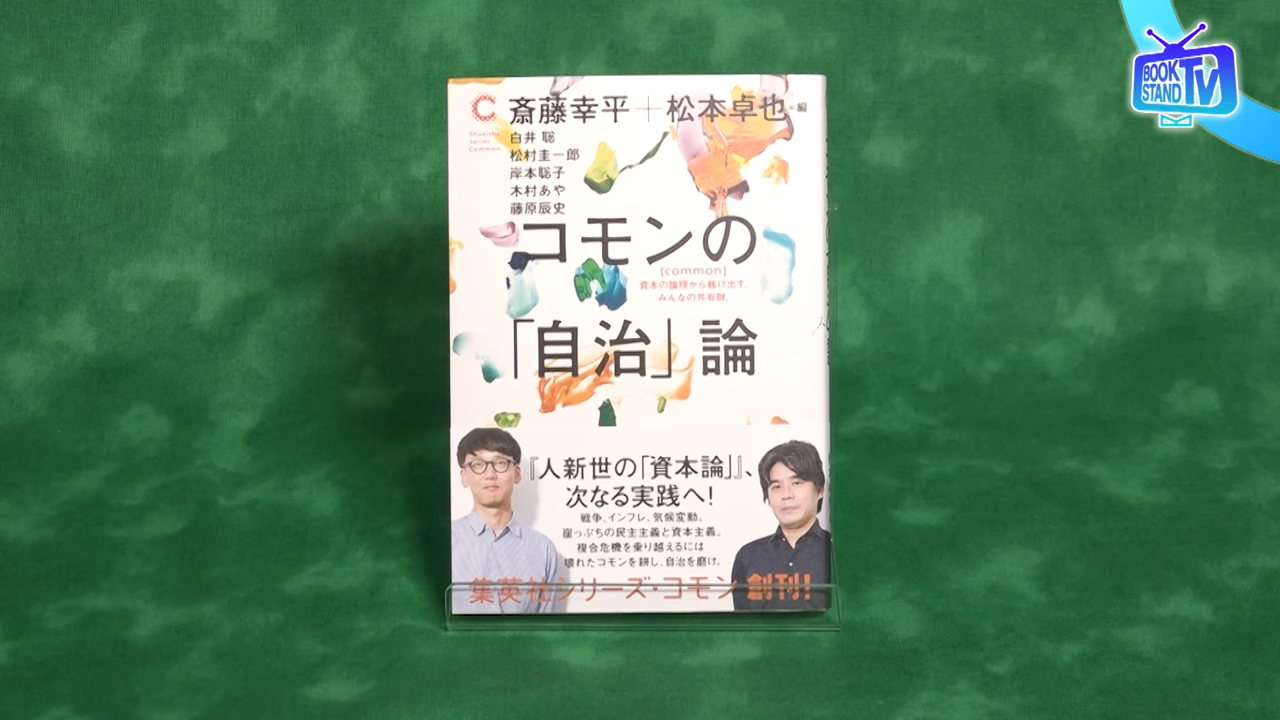 BOOK
STAND
TV
C 斎藤幸平＋松本卓也=編
Shueisha
Series
Common
白井 聡
松村圭一郎
岸本聡子
木村あや
藤原辰史
コモンの
【common】
資本の論理から抜け出す、
みんなの共有財。
「自治」論
『人新世の「資本論」』、
次なる実践へ!
戦争、インフレ、気候変動。
崖っぷちの民主主義と資本主義。
複合危機を乗り越えるには
壊れたコモンを耕し、自治を磨け。
集英社シリーズ・コモン 創刊!